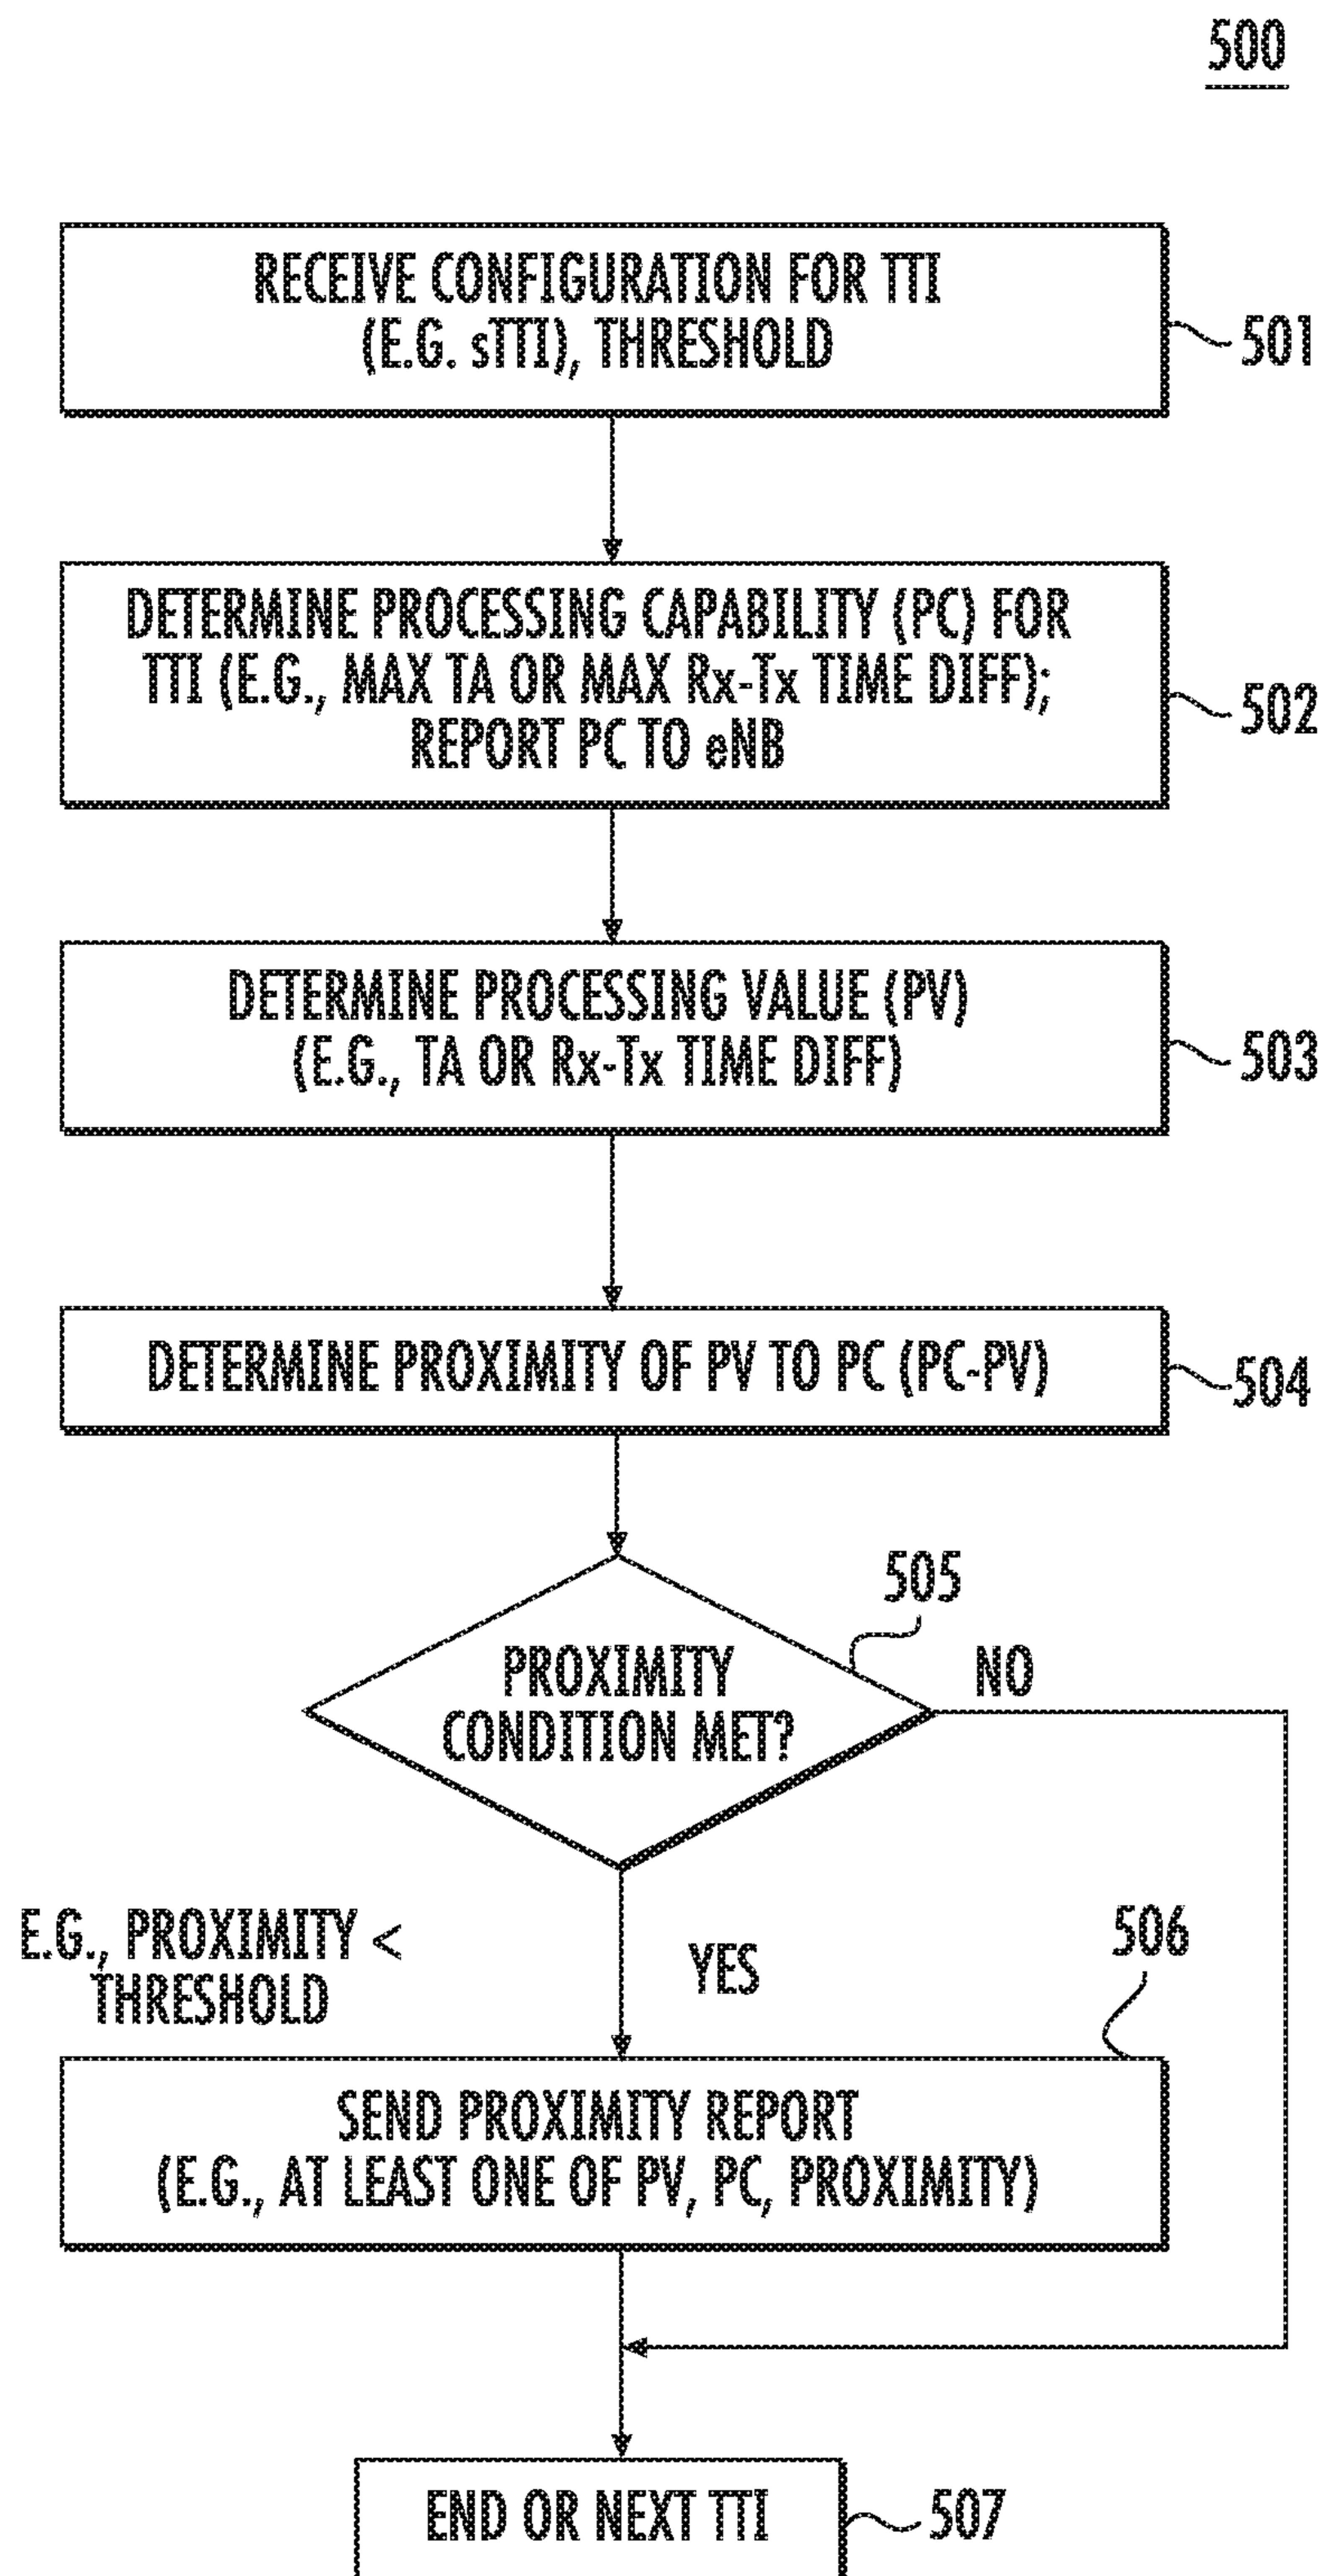 500
RECEIVE CONFIGURATION FOR TTI
(E.G. sTTI), THRESHOLD
501
DETERMINE PROCESSING CAPABILITY (PC) FOR
TTI (E.G., MAX TA OR MAX Rx-Tx TIME DIFF);
REPORT PC TO eNB
502
DETERMINE PROCESSING VALUE (PV)
(E.G., TA OR Rx-Tx TIME DIFF)
503
DETERMINE PROXIMITY OF PV TO PC (PC-PV)
504
505
PROXIMITY
CONDITION MET?
NO
E.G., PROXIMITY <
THRESHOLD
YES
506
SEND PROXIMITY REPORT
(E.G., AT LEAST ONE OF PV, PC, PROXIMITY)
END OR NEXT TTI
507